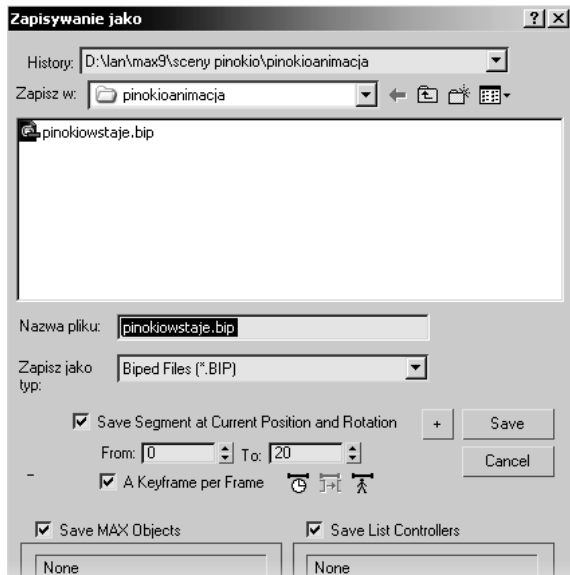 Zapisywanie jako
History: D:\lan\max9\sceny pinokio\pinokioanimacja
Zapisz w: pinokioanimacja
pinokiowstaje.bip
Nazwa pliku: pinokiowstaje.bip
Zapisz jako typ: Biped Files (*.BIP)
Save Segment at Current Position and Rotation + Save
From: 0 To: 20
Cancel
A Keyframe per Frame
Save MAX Objects Save List Controllers
None None